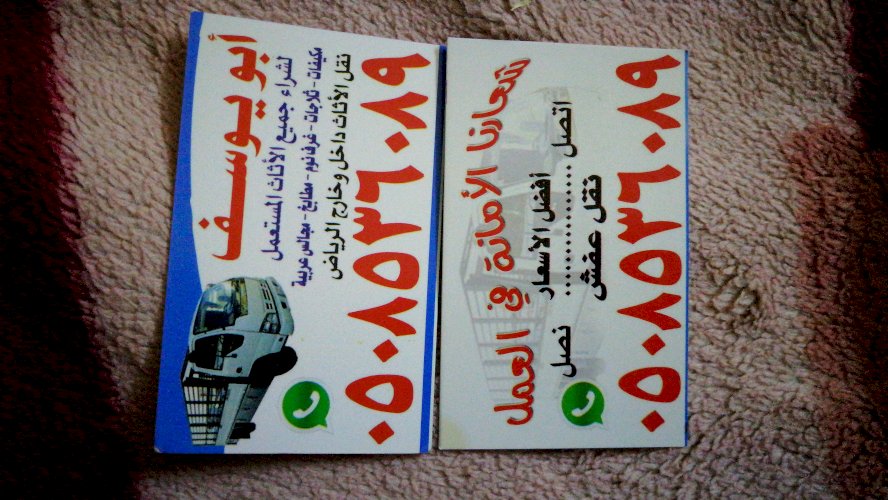 أبو يوسف
لشراء جميع الأثاث المستعمل
مكيفات - ثلاجات - غرف نوم - مطابخ - مجالس عربية
نقل الأثاث داخل وخارج الرياض
٠٥٠٨٥٣٦٠٨٩
شعارنا الأمانة في العمل
أفضل الأسعار
اتصل ............ نصل
نقل عفش
٠٥٠٨٥٣٦٠٨٩